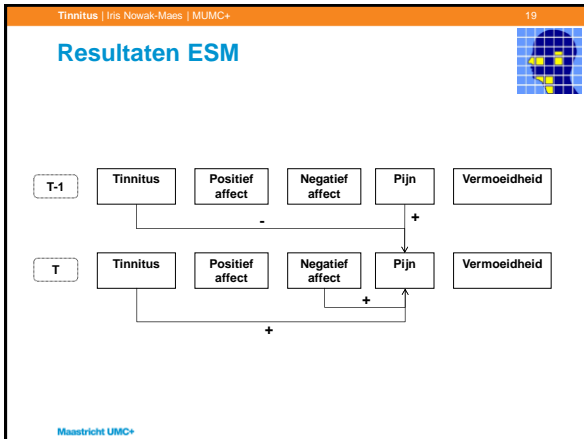 Tinnitus | Iris Nowak-Maes | MUMC+ 19
Resultaten ESM
T-1 Tinnitus Positief affect Negatief affect Pijn Vermoeidheid
- +
T Tinnitus Positief affect Negatief affect Pijn Vermoeidheid
+
+
Maastricht UMC+